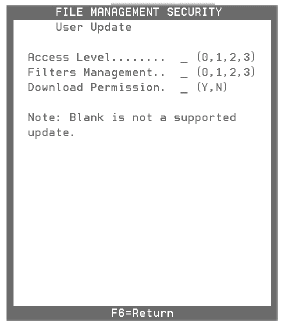 FILE MANAGEMENT SECURITY
User Update
Access Level........ _ (0,1,2,3)
Filters Management.. _ (0,1,2,3)
Download Permission. _ (Y,N)
Note: Blank is not a supported
update.
F6=Return